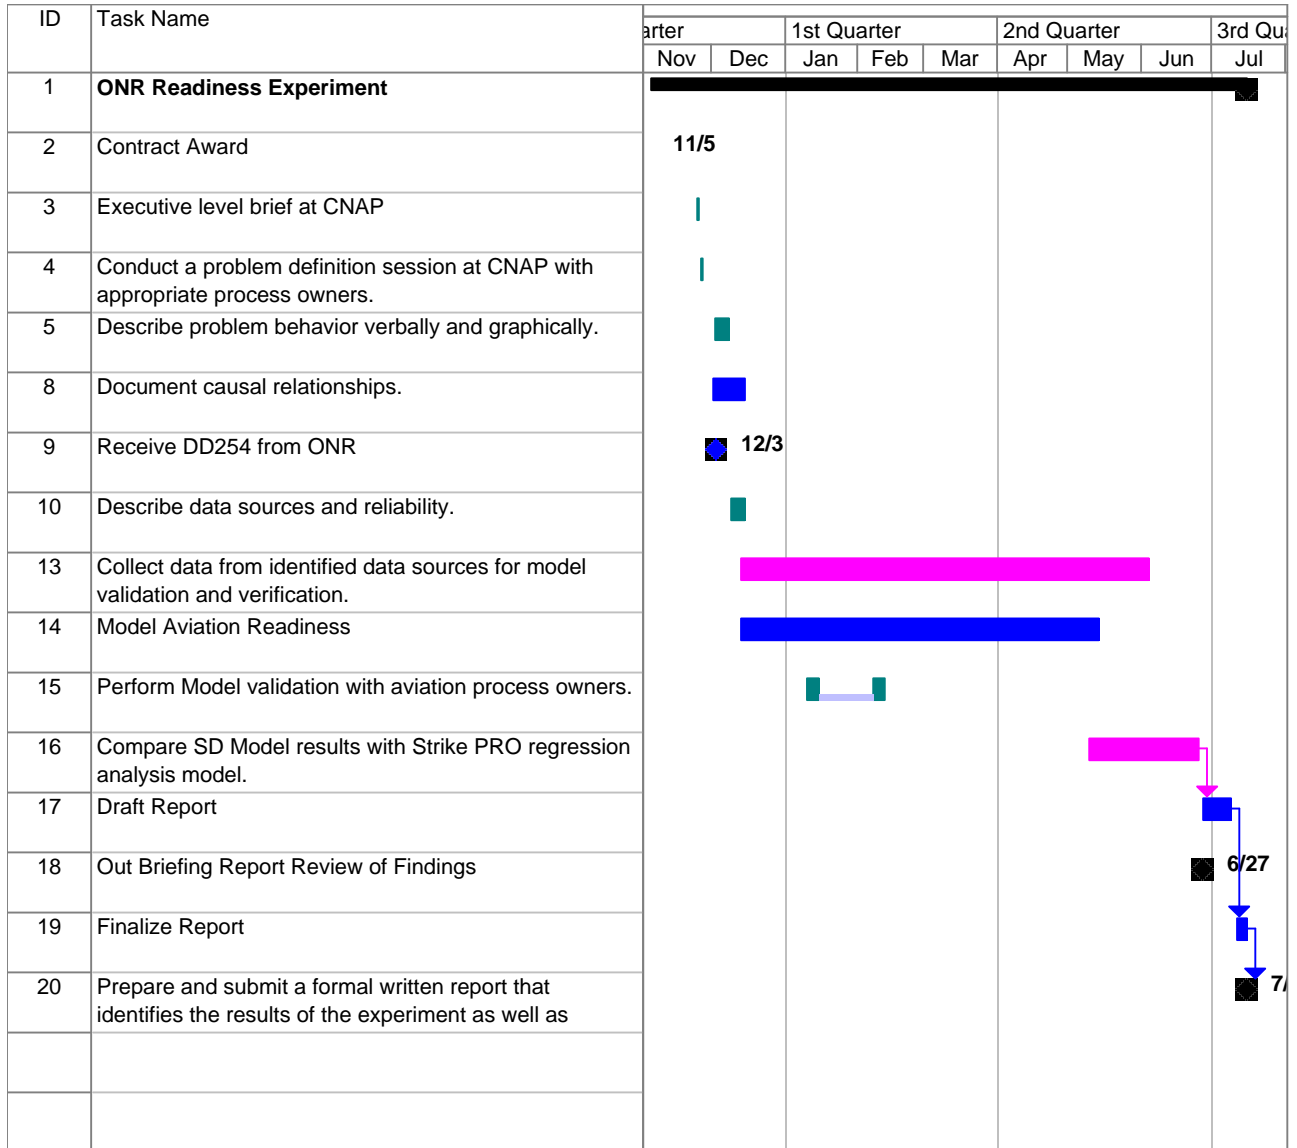 ID Task Name
arter 1st Quarter 2nd Quarter 3rd Qua
Nov Dec Jan Feb Mar Apr May Jun Jul
1 ONR Readiness Experiment
2 Contract Award 11/5
3 Executive level brief at CNAP
4 Conduct a problem definition session at CNAP with
appropriate process owners.
5 Describe problem behavior verbally and graphically.
8 Document causal relationships.
9 Receive DD254 from ONR 12/3
10 Describe data sources and reliability.
13 Collect data from identified data sources for model
validation and verification.
14 Model Aviation Readiness
15 Perform Model validation with aviation process owners.
16 Compare SD Model results with Strike PRO regression
analysis model.
17 Draft Report
18 Out Briefing Report Review of Findings 6/27
19 Finalize Report
20 Prepare and submit a formal written report that 7/
identifies the results of the experiment as well as